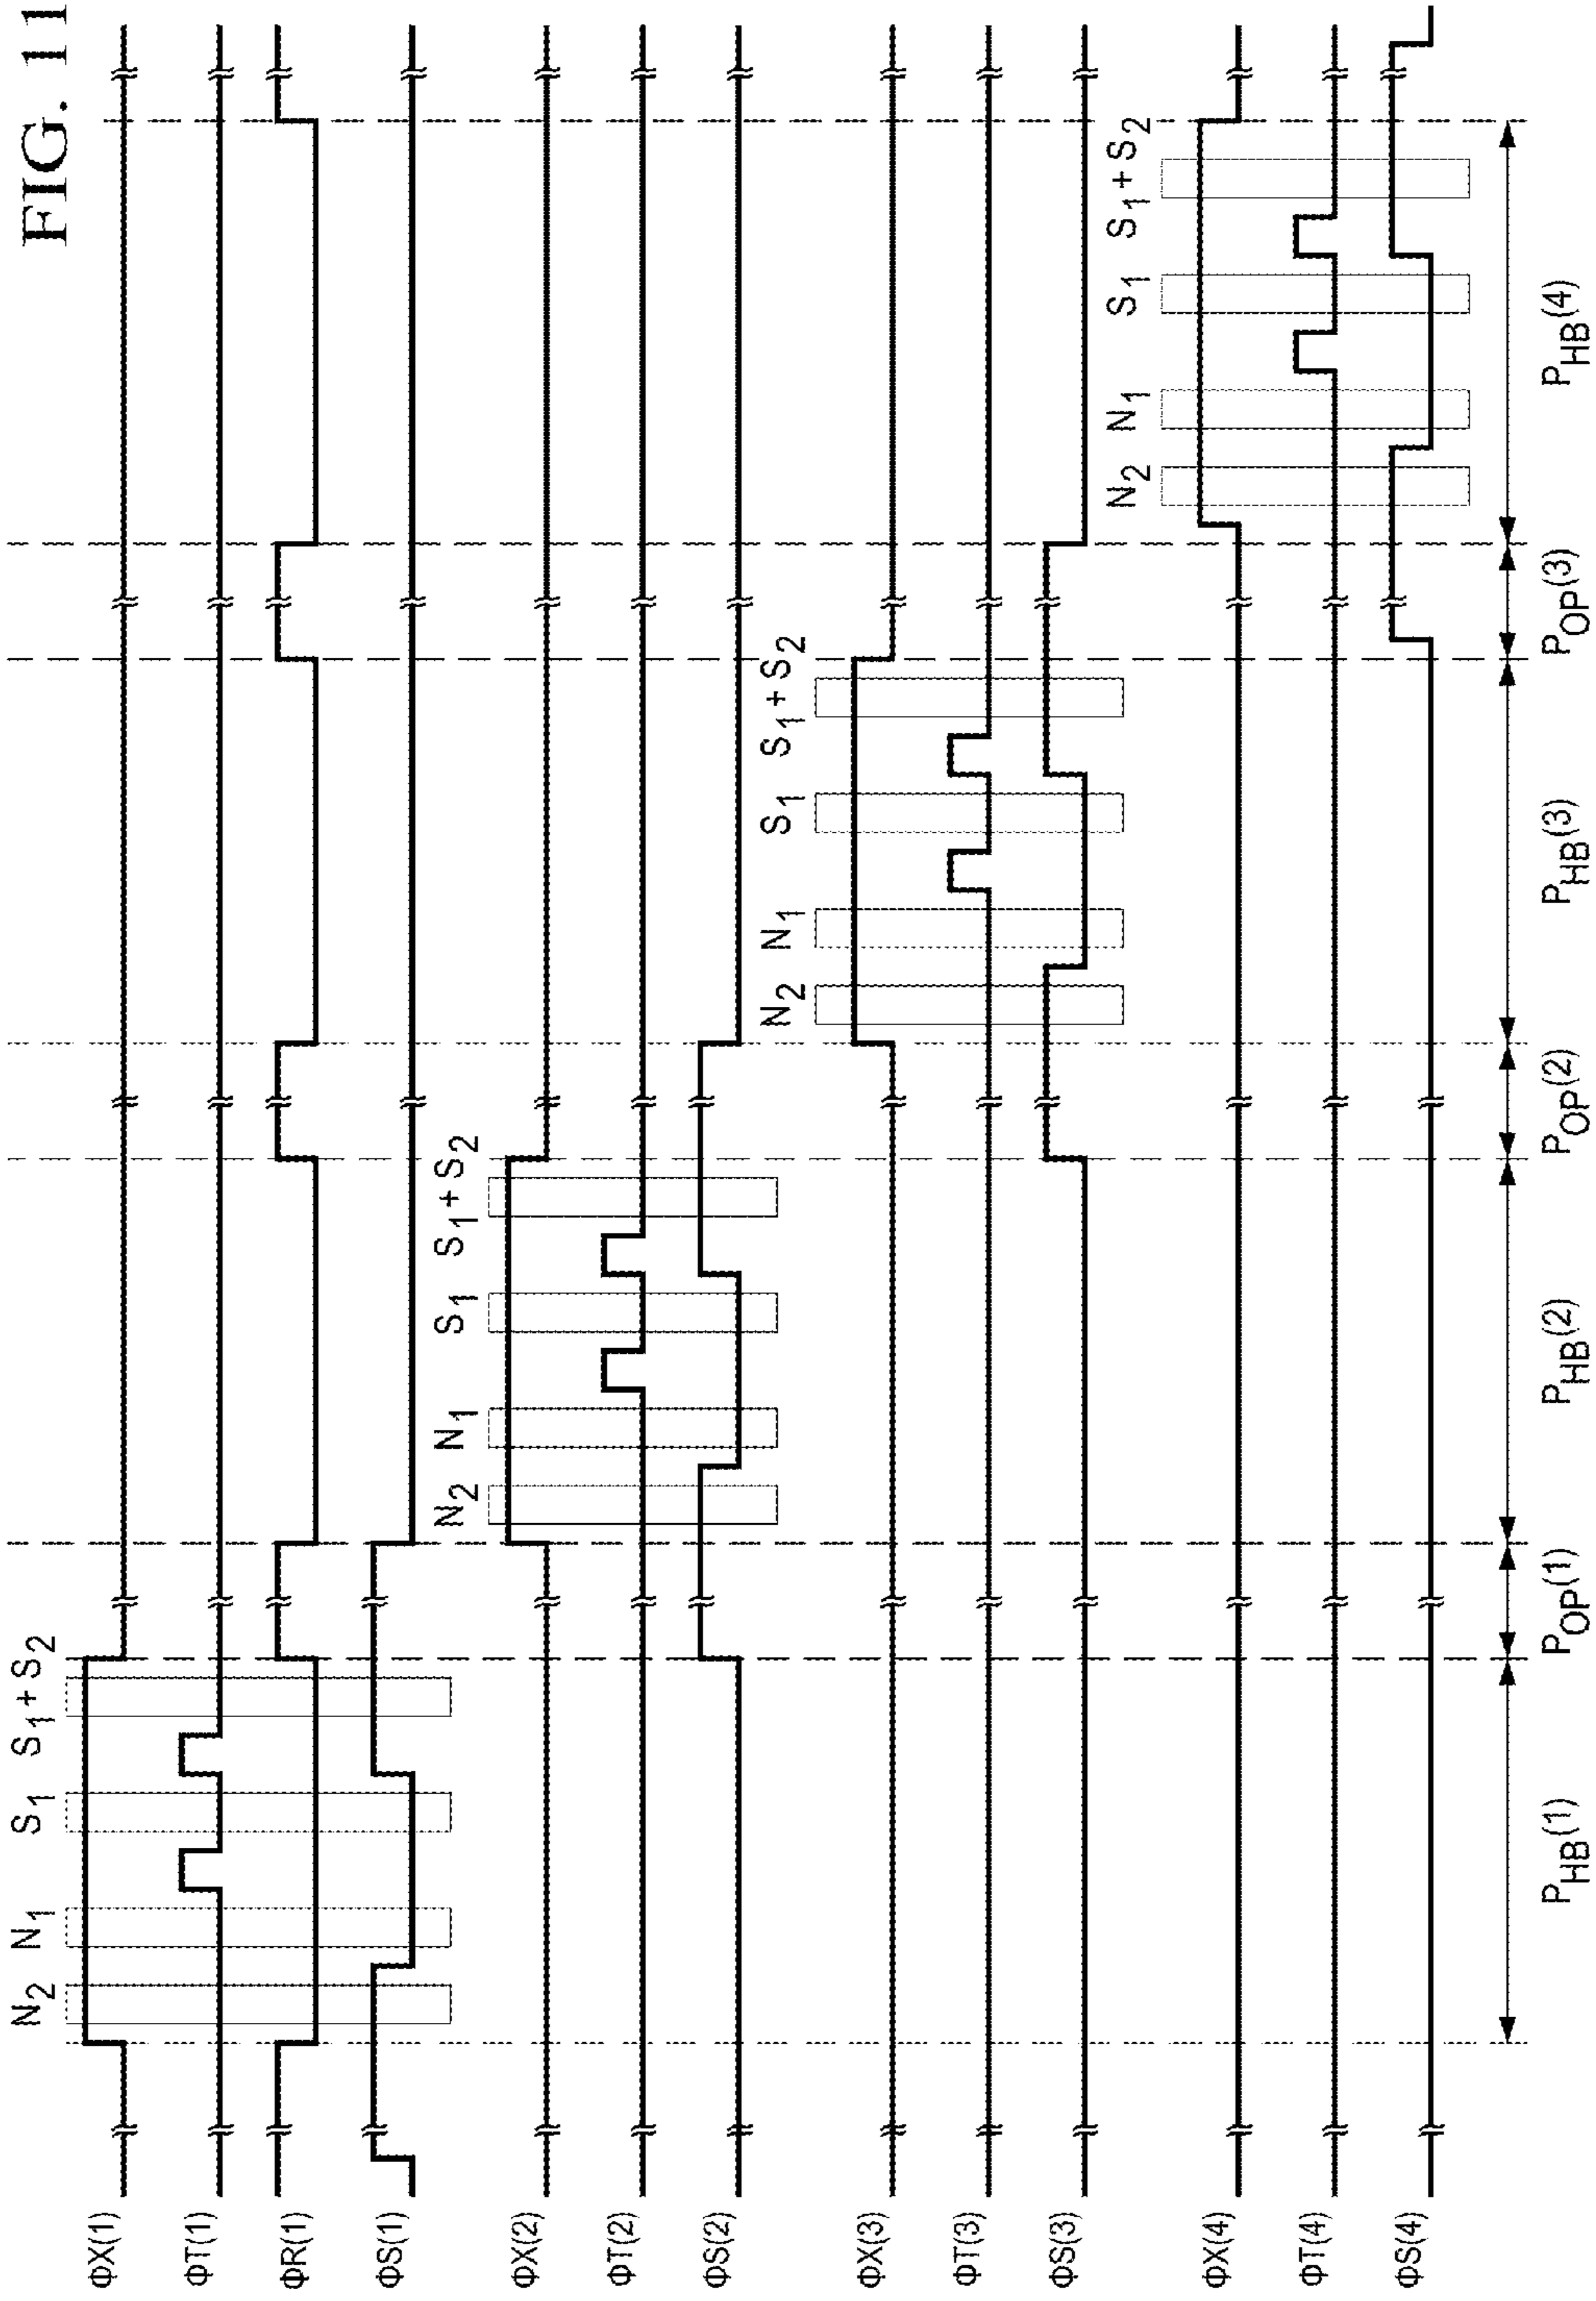 FIG. 11
N2 N1 S1 S1+S2
ΦX(1)
ΦT(1)
ΦR(1)
ΦS(1)
N2 N1 S1 S1+S2
ΦX(2)
ΦT(2)
ΦS(2)
N2 N1 S1 S1+S2
ΦX(3)
ΦT(3)
ΦS(3)
N2 N1 S1 S1+S2
ΦX(4)
ΦT(4)
ΦS(4)
PHB(1) POP(1) PHB(2) POP(2) PHB(3) POP(3) PHB(4)